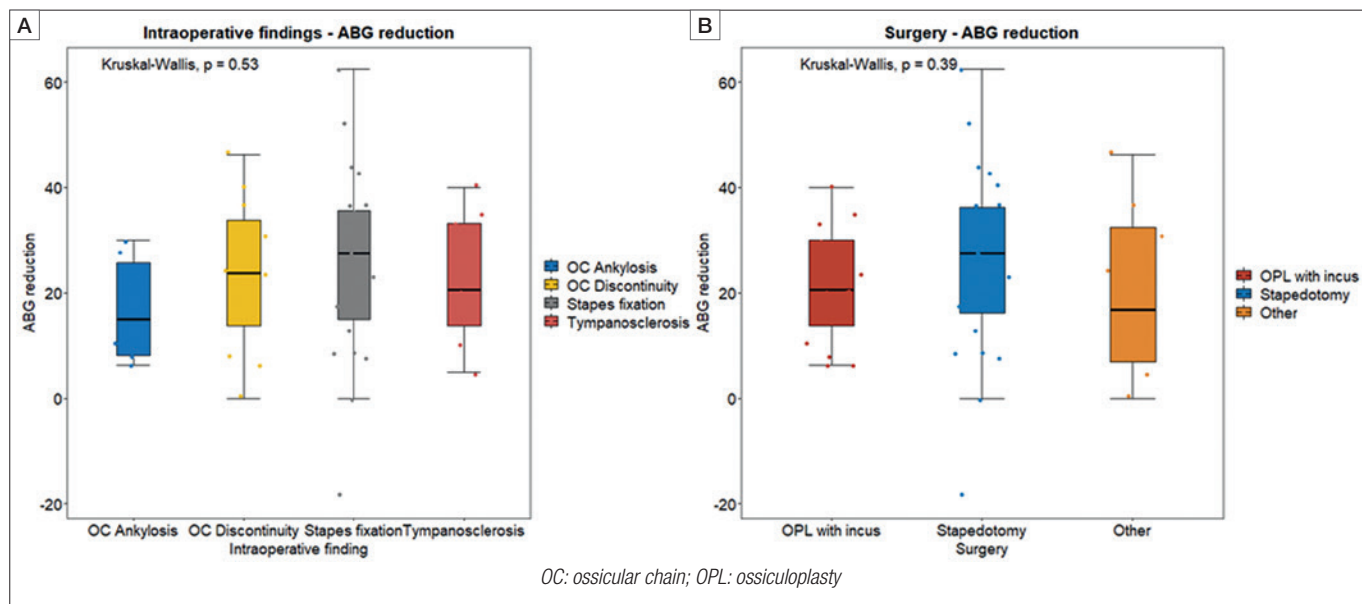 A
Intraoperative findings - ABG reduction
Kruskal-Wallis, p = 0.53
ABG reduction
60
40
20
0
-20
OC Ankylosis
OC Discontinuity
Stapes fixation
Tympanosclerosis
OC Ankylosis OC Discontinuity Stapes fixation Tympanosclerosis
Intraoperative finding
B
Surgery - ABG reduction
Kruskal-Wallis, p = 0.39
ABG reduction
60
40
20
0
-20
OPL with incus
Stapedotomy
Other
OPL with incus Stapedotomy Other
Surgery
OC: ossicular chain; OPL: ossiculoplasty